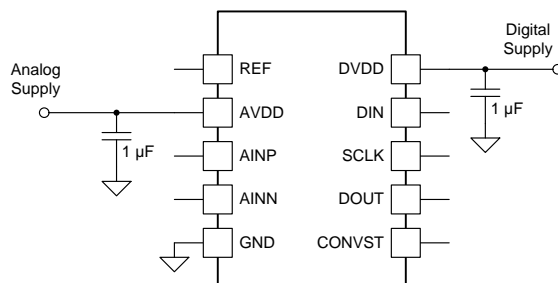 Analog
Supply
1 µF
REF
AVDD
AINP
AINN
GND
DVDD
DIN
SCLK
DOUT
CONVST
Digital
Supply
1 µF